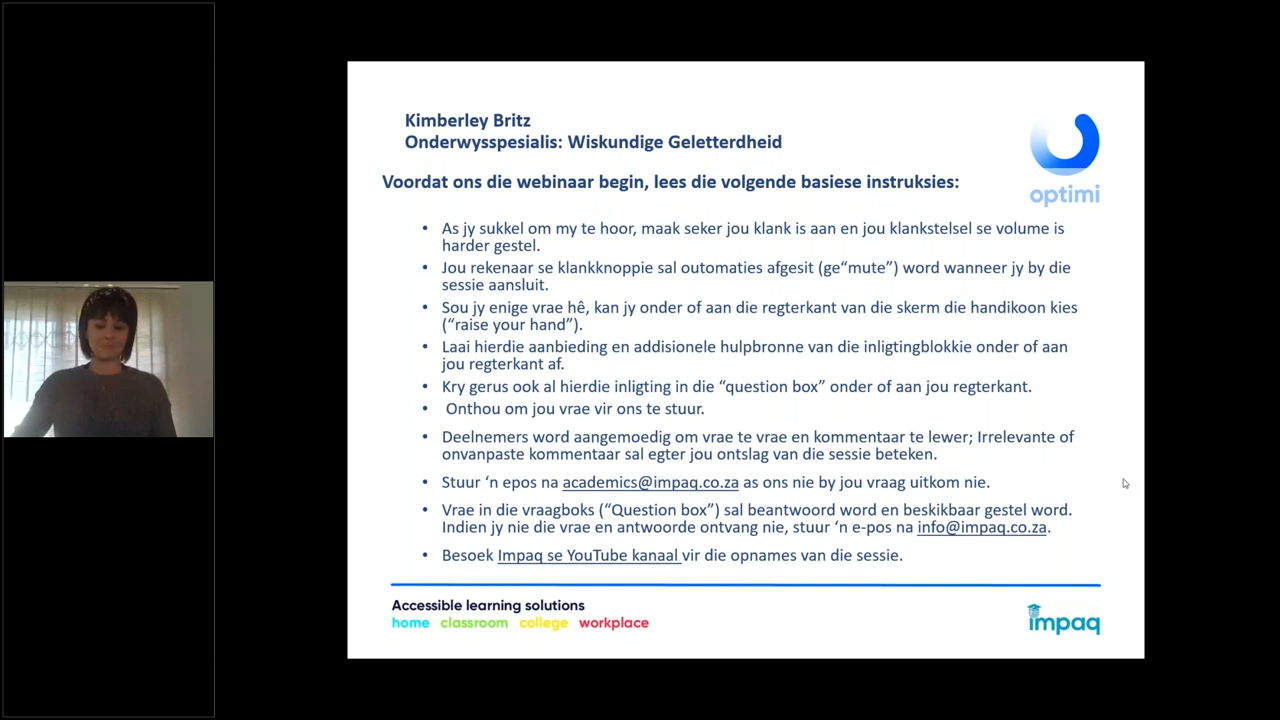 Kimberley Britz
Onderwysspesialis: Wiskundige Geletterdheid
optimi
Voordat ons die webinaar begin, lees die volgende basiese instruksies:
• As jy sukkel om my te hoor, maak seker jou klank is aan en jou klankstelsel se volume is
harder gestel.
• Jou rekenaar se klankknoppie sal outomaties afgesit (ge“mute”) word wanneer jy by die
sessie aansluit.
• Sou jy enige vrae hê, kan jy onder of aan die regterkant van die skerm die handikoon kies
(“raise your hand”).
• Laai hierdie aanbieding en addisionele hulpbronne van die inligtingblokkie onder of aan
jou regterkant af.
• Kry gerus ook al hierdie inligting in die “question box” onder of aan jou regterkant.
• Onthou om jou vrae vir ons te stuur.
• Deelnemers word aangemoedig om vrae te vrae en kommentaar te lewer; Irrelevante of
onvanpaste kommentaar sal egter jou ontslag van die sessie beteken.
• Stuur ‘n epos na academics@impaq.co.za as ons nie by jou vraag uitkom nie.
• Vrae in die vraagboks (“Question box”) sal beantwoord word en beskikbaar gestel word.
Indien jy nie die vrae en antwoorde ontvang nie, stuur ‘n e-pos na info@impaq.co.za.
• Besoek Impaq se YouTube kanaal vir die opnames van die sessie.
Accessible learning solutions
home classroom college workplace
impaq